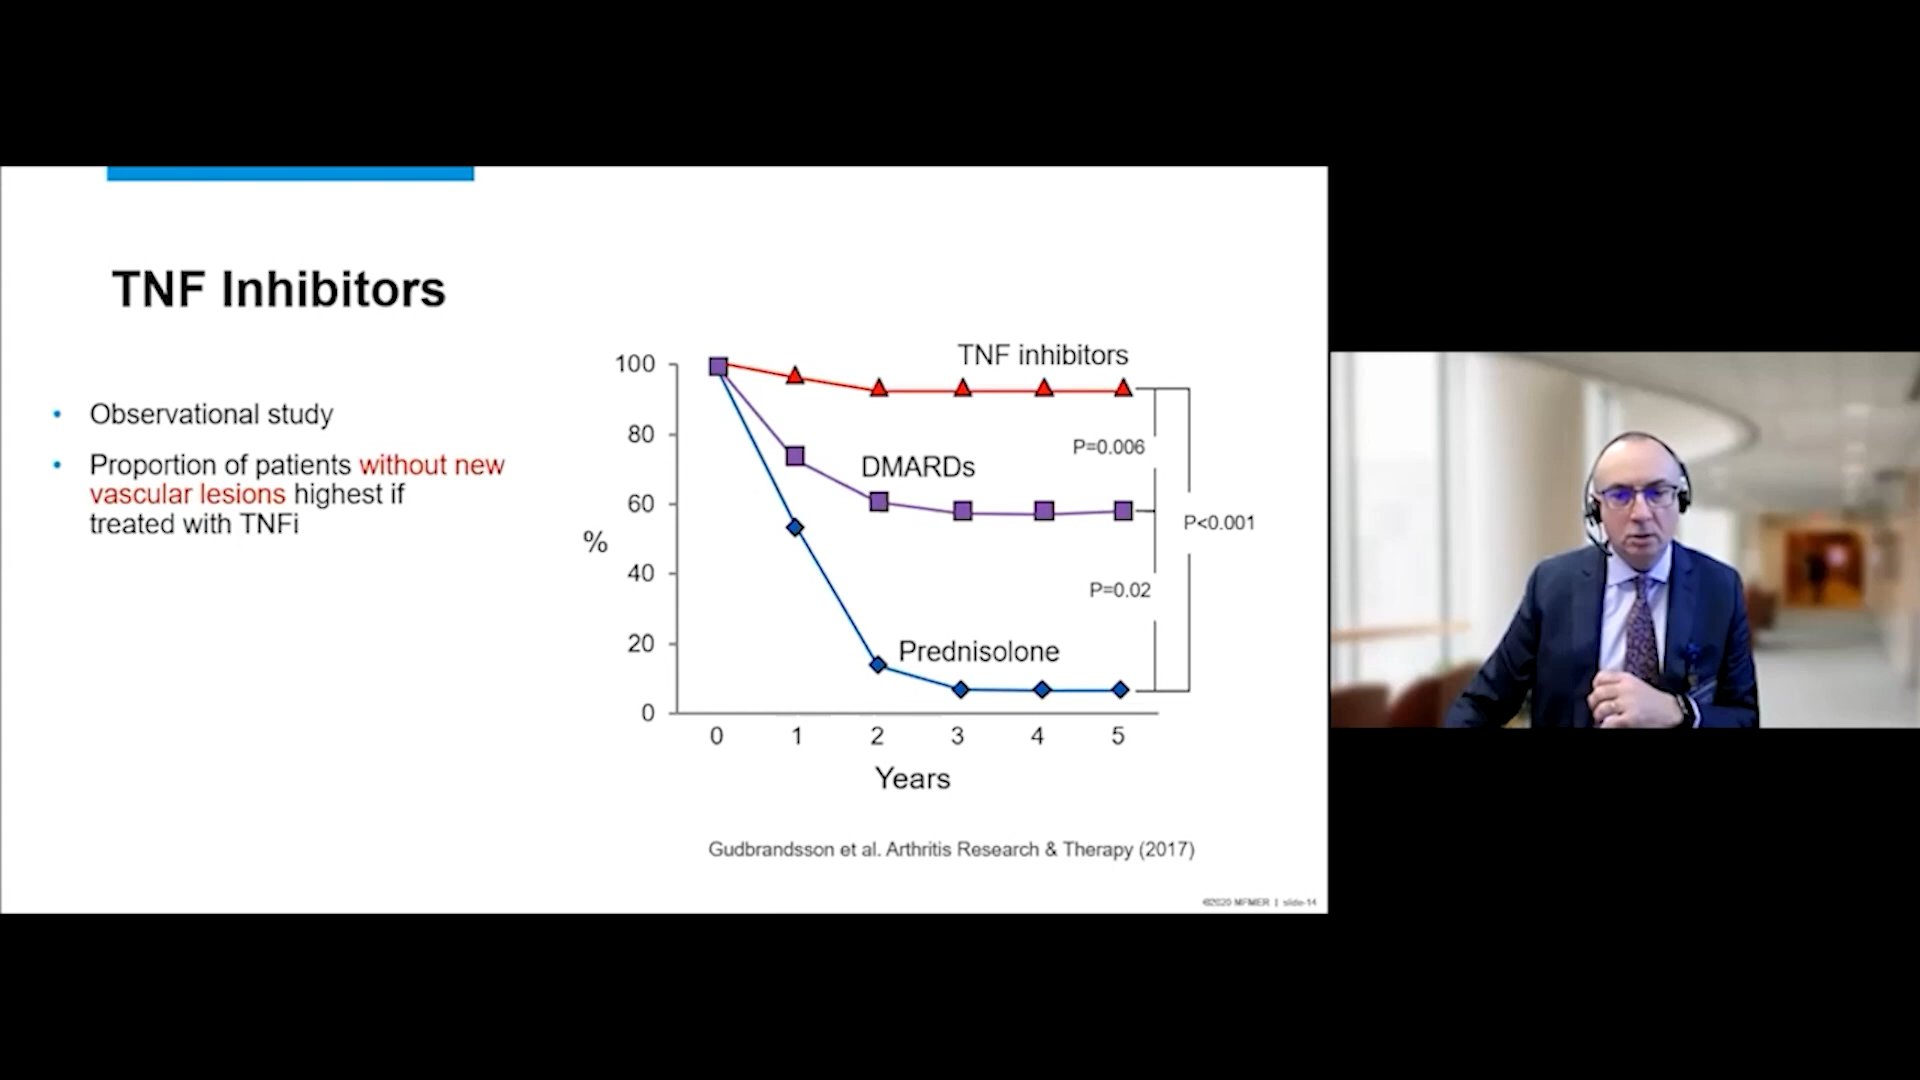 TNF Inhibitors
• Observational study
• Proportion of patients without new
vascular lesions highest if
treated with TNFi
TNF inhibitors
DMARDs
Prednisolone
P=0.006
P<0.001
P=0.02
%
100
80
60
40
20
0
0 1 2 3 4 5
Years
Gudbrandsson et al. Arthritis Research & Therapy (2017)
©2020 MFMER | slide-14